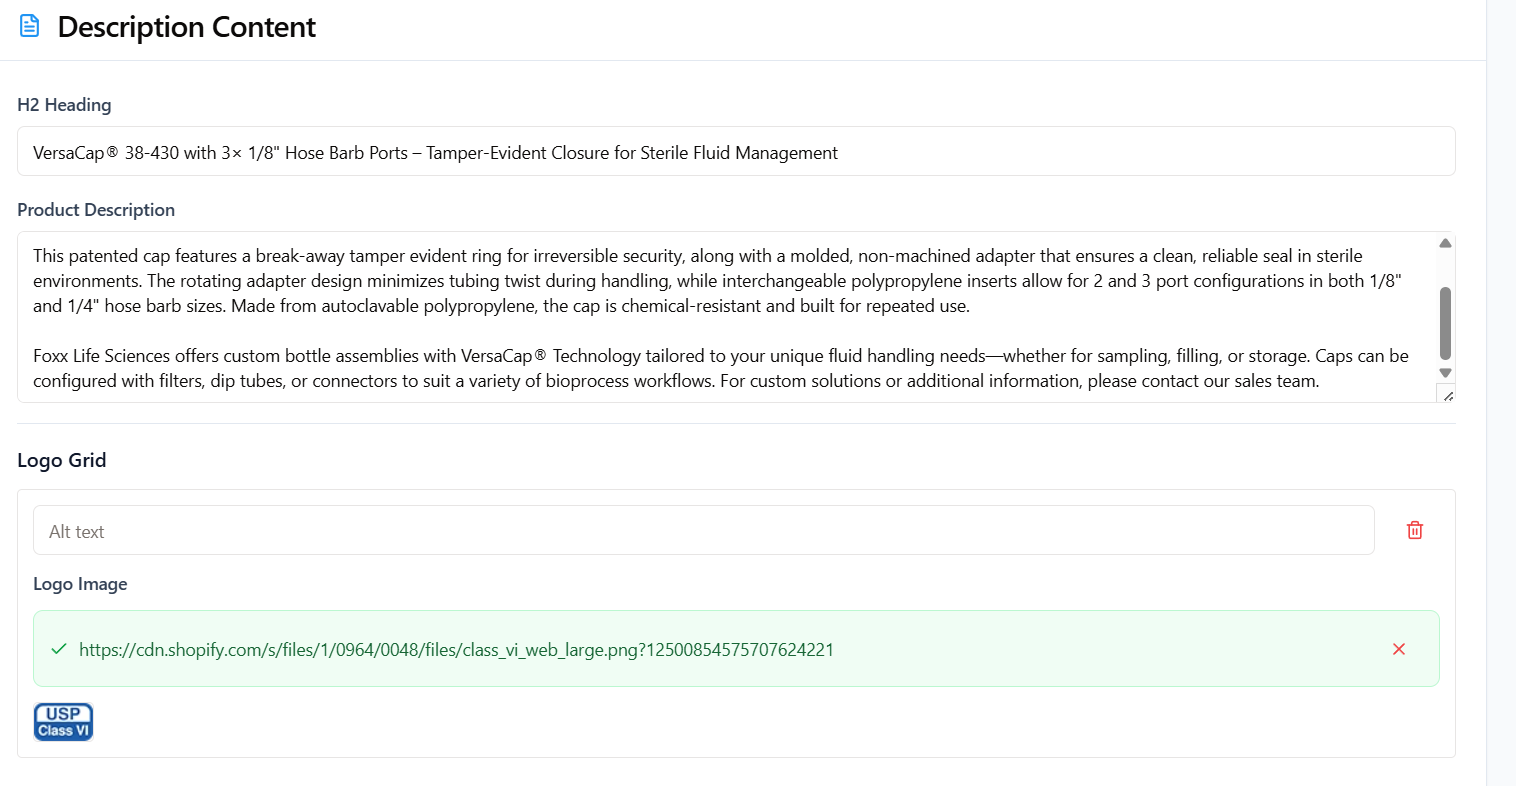 Description Content
H2 Heading
VersaCap® 38-430 with 3× 1/8" Hose Barb Ports – Tamper-Evident Closure for Sterile Fluid Management
Product Description
This patented cap features a break-away tamper evident ring for irreversible security, along with a molded, non-machined adapter that ensures a clean, reliable seal in sterile
environments. The rotating adapter design minimizes tubing twist during handling, while interchangeable polypropylene inserts allow for 2 and 3 port configurations in both 1/8"
and 1/4" hose barb sizes. Made from autoclavable polypropylene, the cap is chemical-resistant and built for repeated use.
Foxx Life Sciences offers custom bottle assemblies with VersaCap® Technology tailored to your unique fluid handling needs—whether for sampling, filling, or storage. Caps can be
configured with filters, dip tubes, or connectors to suit a variety of bioprocess workflows. For custom solutions or additional information, please contact our sales team.
Logo Grid
Alt text
Logo Image
https://cdn.shopify.com/s/files/1/0964/0048/files/class_vi_web_large.png?12500854575707624221
USP
Class VI